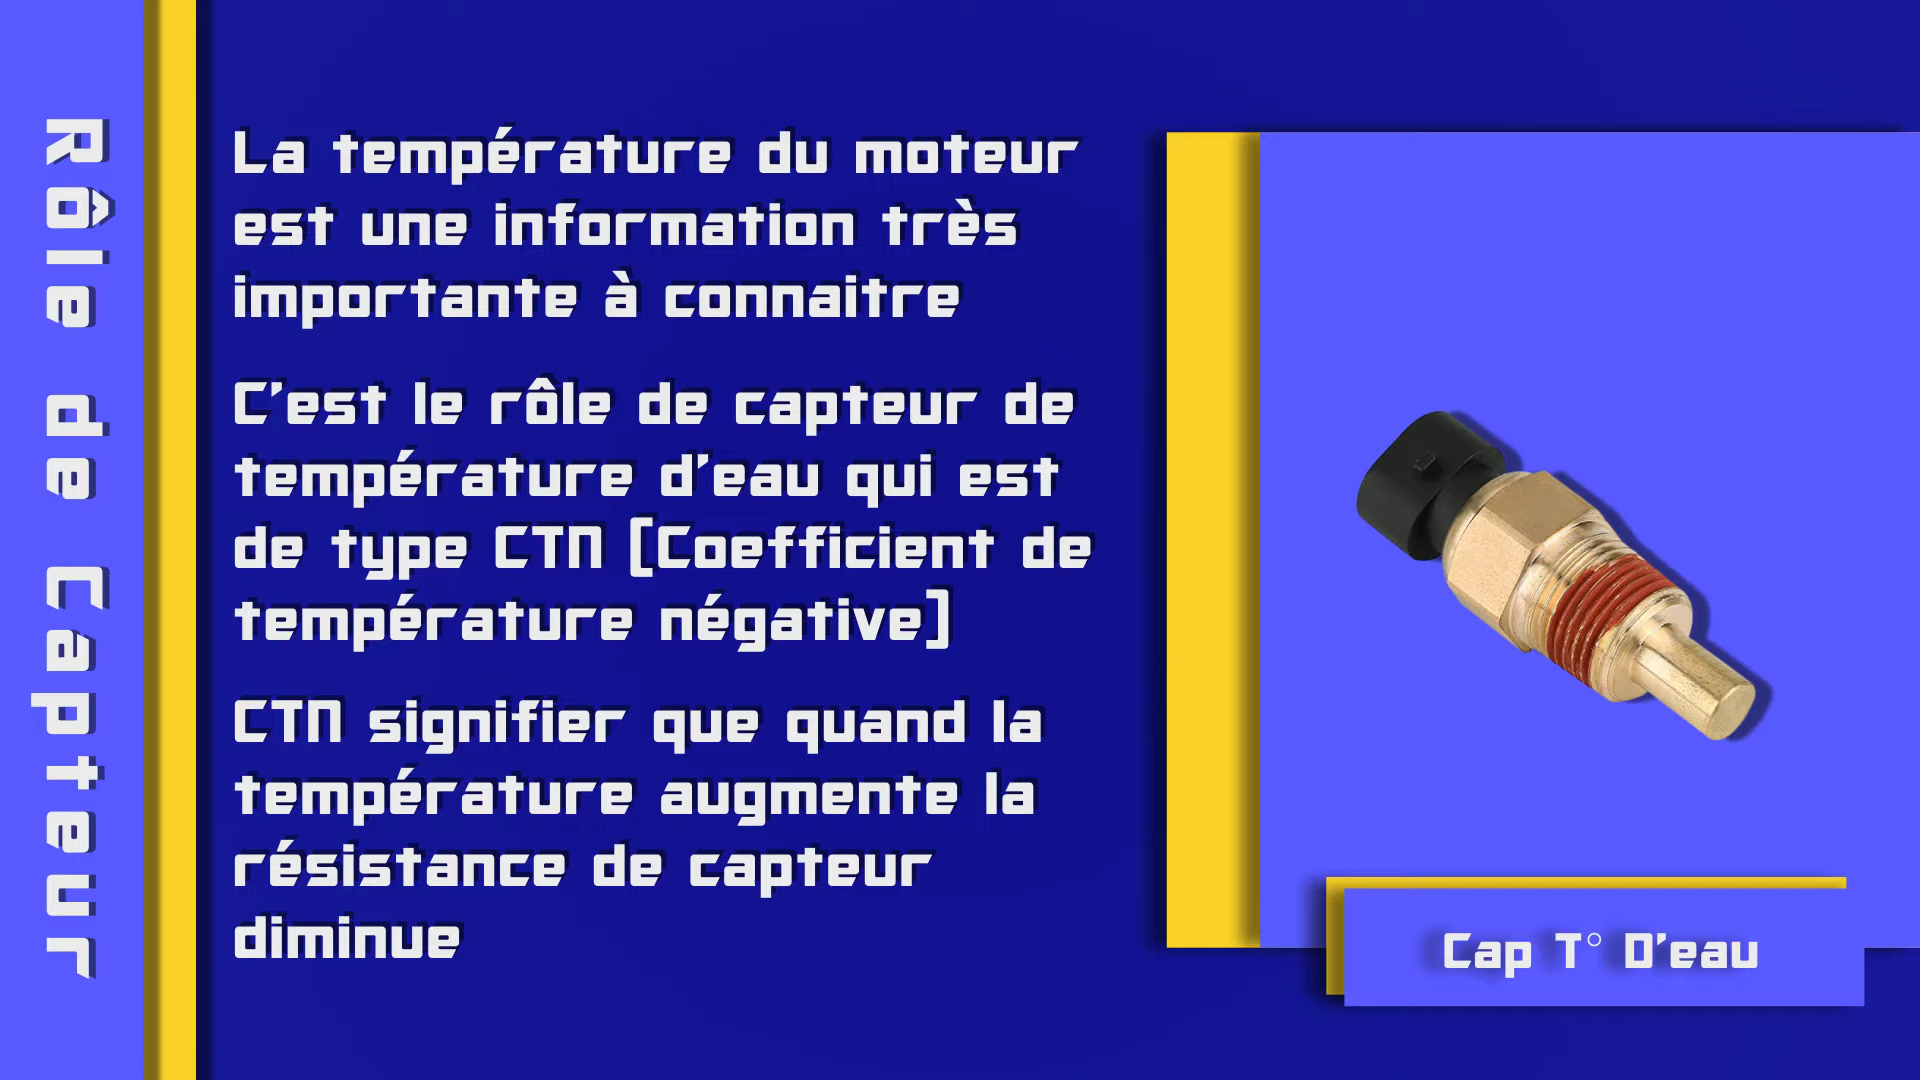 Rôle de Capteur
La température du moteur
est une information très
importante à connaitre
C'est le rôle de capteur de
température d'eau qui est
de type CTN [Coefficient de
température négative]
CTN signifier que quand la
température augmente la
résistance de capteur
diminue
Cap T° D'eau